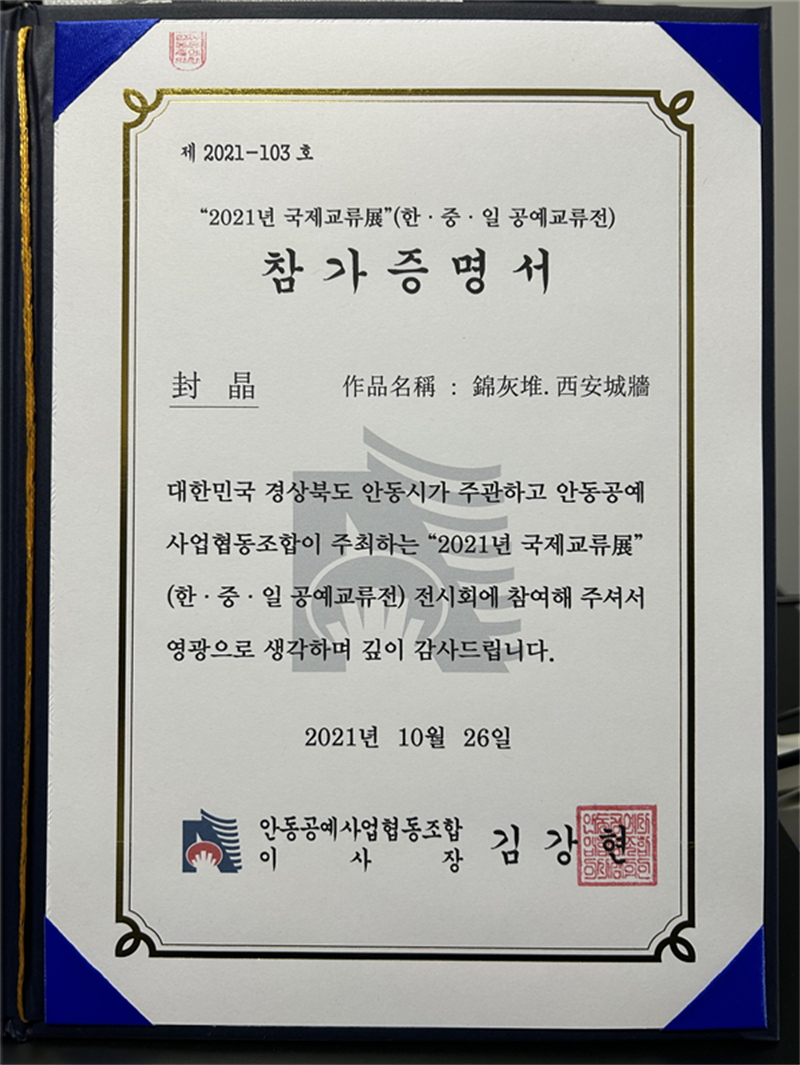 제 2021-103 호
“2021년 국제교류展”(한·중·일 공예교류전)
참가증명서
封 晶 作品名稱 : 錦灰堆.西安城牆
대한민국 경상북도 안동시가 주관하고 안동공예
사업협동조합이 주최하는 “2021년 국제교류展”
(한·중·일 공예교류전) 전시회에 참여해 주셔서
영광으로 생각하며 깊이 감사드립니다.
2021년 10월 26일
안동공예사업협동조합
이 사 장 김 강 현